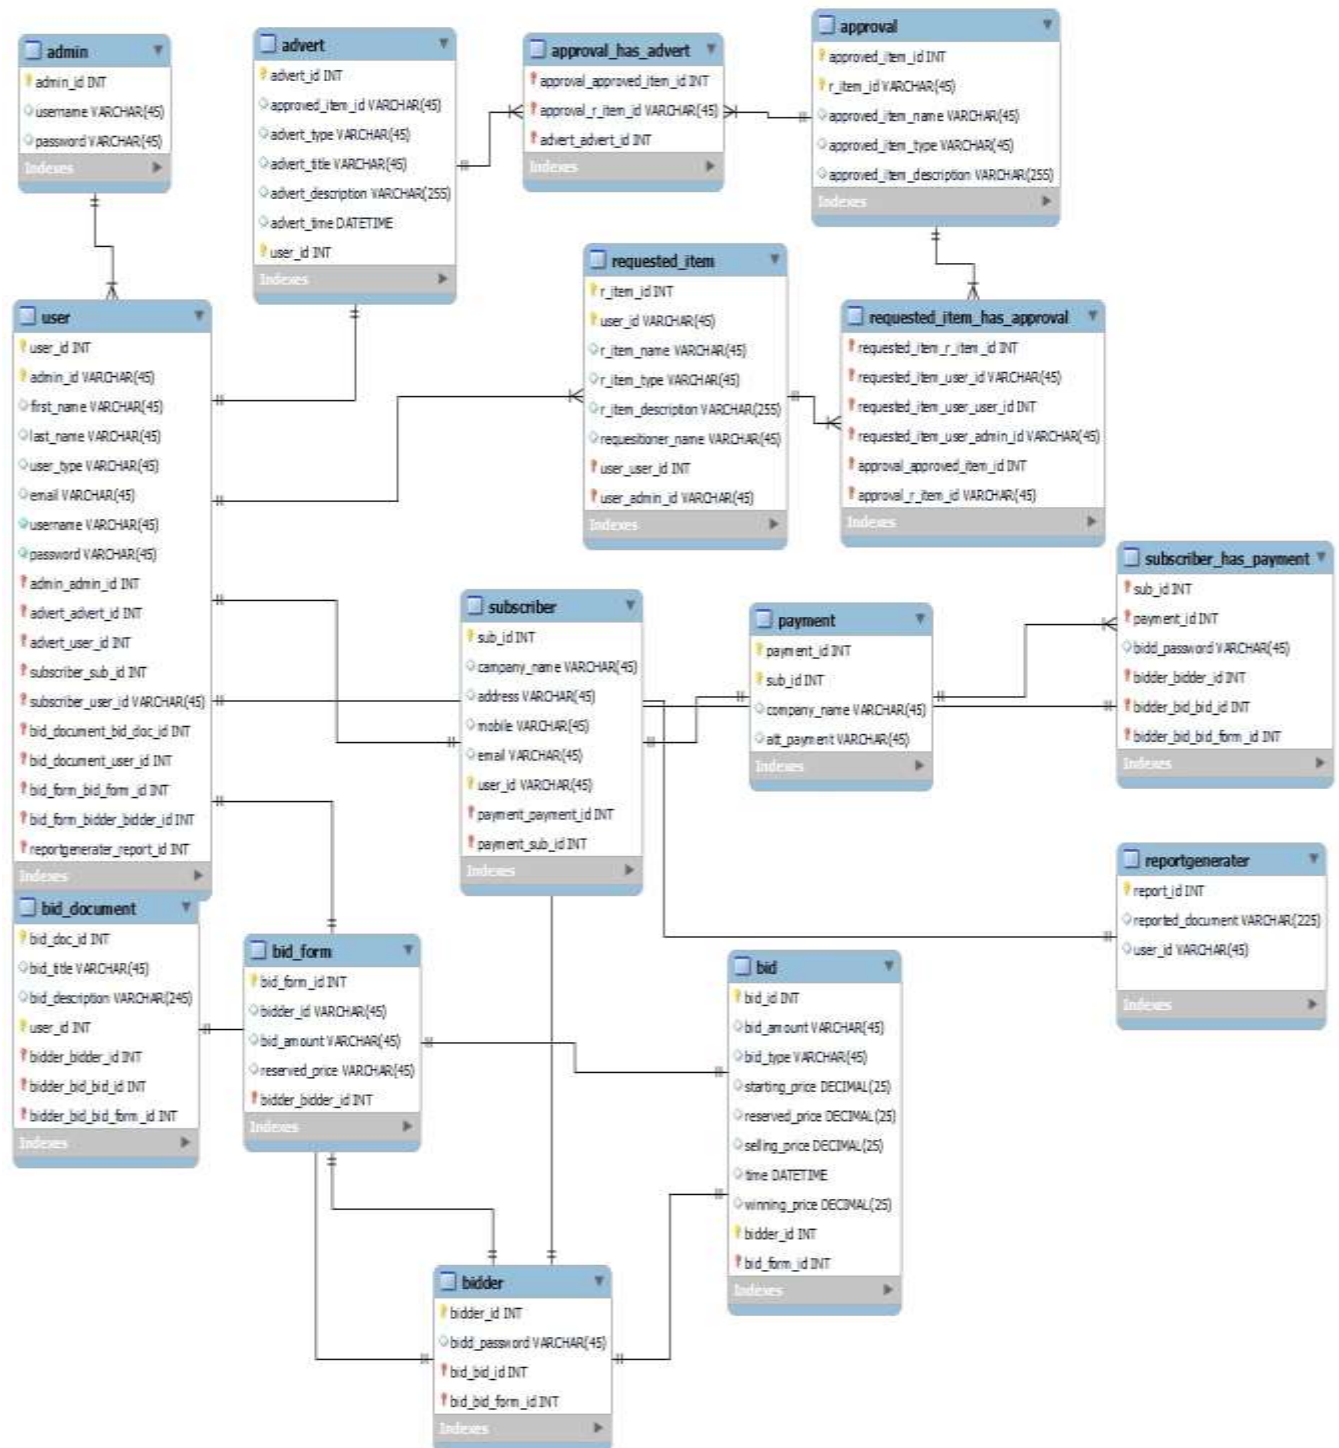 admin
admin_id INT
username VARCHAR(45)
password VARCHAR(45)
Indexes
advert
advert_id INT
approved_item_id VARCHAR(45)
advert_type VARCHAR(45)
advert_title VARCHAR(45)
advert_description VARCHAR(255)
advert_time DATETIME
user_id INT
Indexes
approval_has_advert
approval_approved_item_id INT
approval_r_item_id VARCHAR(45)
advert_advert_id INT
Indexes
approval
approved_item_id INT
r_item_id VARCHAR(45)
approved_item_name VARCHAR(45)
approved_item_type VARCHAR(45)
approved_item_description VARCHAR(255)
Indexes
user
user_id INT
admin_id VARCHAR(45)
first_name VARCHAR(45)
last_name VARCHAR(45)
user_type VARCHAR(45)
email VARCHAR(45)
username VARCHAR(45)
password VARCHAR(45)
admin_admin_id INT
advert_advert_id INT
advert_user_id INT
subscriber_sub_id INT
subscriber_user_id VARCHAR(45)
bid_document_bid_doc_id INT
bid_document_user_id INT
bid_form_bid_form_id INT
bid_form_bidder_bidder_id INT
reportgenerater_report_id INT
Indexes
requested_item
r_item_id INT
user_id VARCHAR(45)
r_item_name VARCHAR(45)
r_item_type VARCHAR(45)
r_item_description VARCHAR(255)
requesitioner_name VARCHAR(45)
user_user_id INT
user_admin_id VARCHAR(45)
Indexes
requested_item_has_approval
requested_item_r_item_id INT
requested_item_user_id VARCHAR(45)
requested_item_user_user_id INT
requested_item_user_admin_id VARCHAR(45)
approval_approved_item_id INT
approval_r_item_id VARCHAR(45)
Indexes
subscriber
sub_id INT
campany_name VARCHAR(45)
address VARCHAR(45)
mobile VARCHAR(45)
email VARCHAR(45)
user_id VARCHAR(45)
payment_payment_id INT
payment_sub_id INT
Indexes
payment
payment_id INT
sub_id INT
company_name VARCHAR(45)
att_payment VARCHAR(45)
Indexes
subscriber_has_payment
sub_id INT
payment_id INT
bidd_password VARCHAR(45)
bidder_bidder_id INT
bidder_bid_bid_id INT
bidder_bid_bid_form_id INT
Indexes
reportgenerater
report_id INT
reported_document VARCHAR(225)
user_id VARCHAR(45)
Indexes
bid_document
bid_doc_id INT
bid_title VARCHAR(45)
bid_description VARCHAR(245)
user_id INT
bidder_bidder_id INT
bidder_bid_bid_id INT
bidder_bid_bid_form_id INT
Indexes
bid_form
bid_form_id INT
bidder_id VARCHAR(45)
bid_amount VARCHAR(45)
reserved_price VARCHAR(45)
bidder_bidder_id INT
Indexes
bid
bid_id INT
bid_amount VARCHAR(45)
bid_type VARCHAR(45)
starting_price DECIMAL(25)
reserved_price DECIMAL(25)
selling_price DECIMAL(25)
time DATETIME
winning_price DECIMAL(25)
bidder_id INT
bid_form_id INT
Indexes
bidder
bidder_id INT
bidd_password VARCHAR(45)
bid_bid_id INT
bid_bid_form_id INT
Indexes